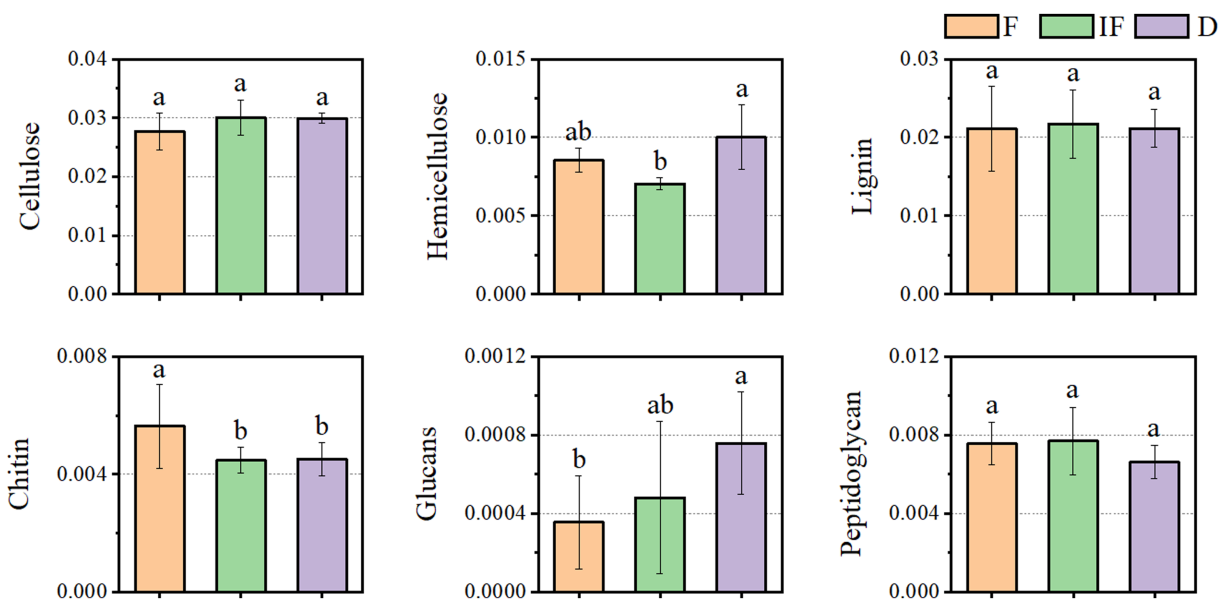 F IF D
Cellulose
0.04
0.03
0.02
0.01
0.00
a a a
Hemicellulose
0.015
0.010
0.005
0.000
ab b a
Lignin
0.03
0.02
0.01
0.00
a a a
Chitin
0.008
0.004
0.000
a b b
Glucans
0.0012
0.0008
0.0004
0.0000
b ab a
Peptidoglycan
0.012
0.008
0.004
0.000
a a a